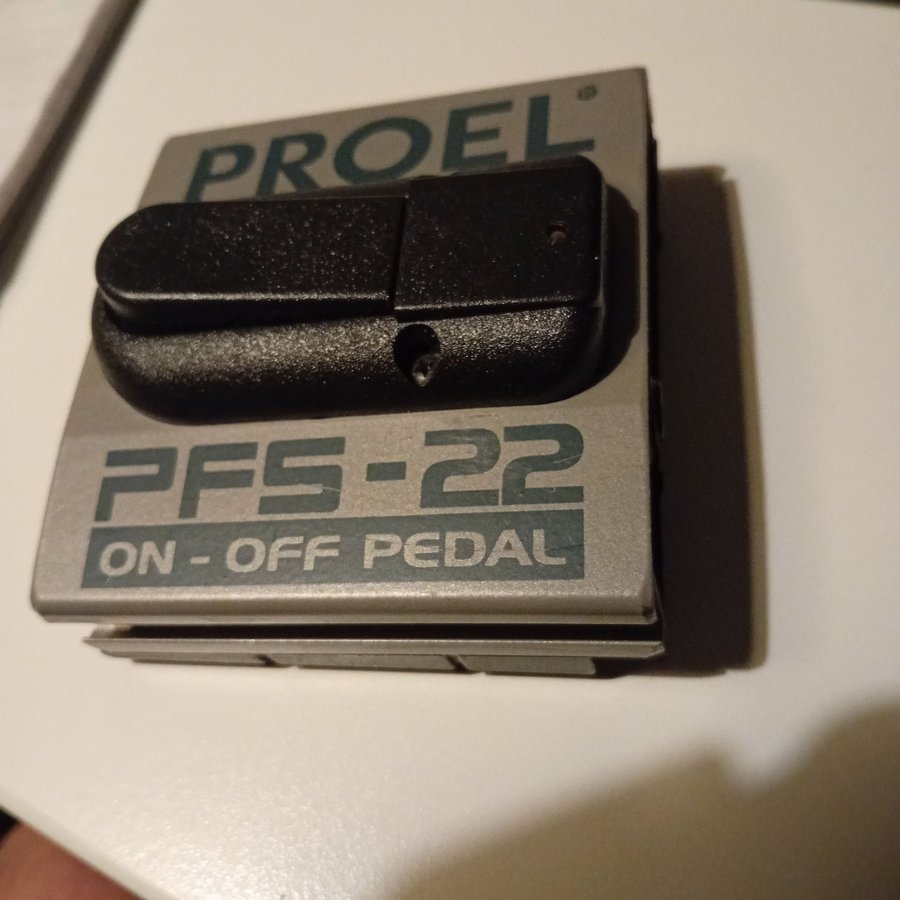 PROEL®
PFS-22
ON - OFF PEDAL